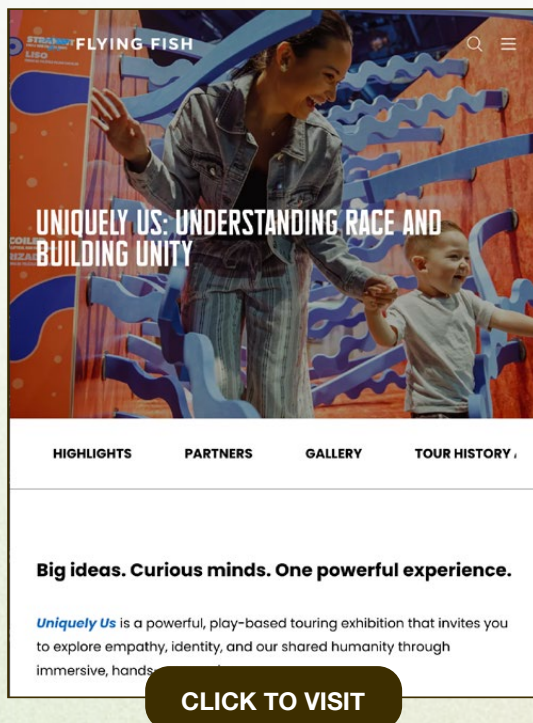 FLYING FISH
LISO
UNIQUELY US: UNDERSTANDING RACE AND
BUILDING UNITY
HIGHLIGHTS PARTNERS GALLERY TOUR HISTORY
Big ideas. Curious minds. One powerful experience.
Uniquely Us is a powerful, play-based touring exhibition that invites you
to explore empathy, identity, and our shared humanity through
immersive,
CLICK TO VISIT